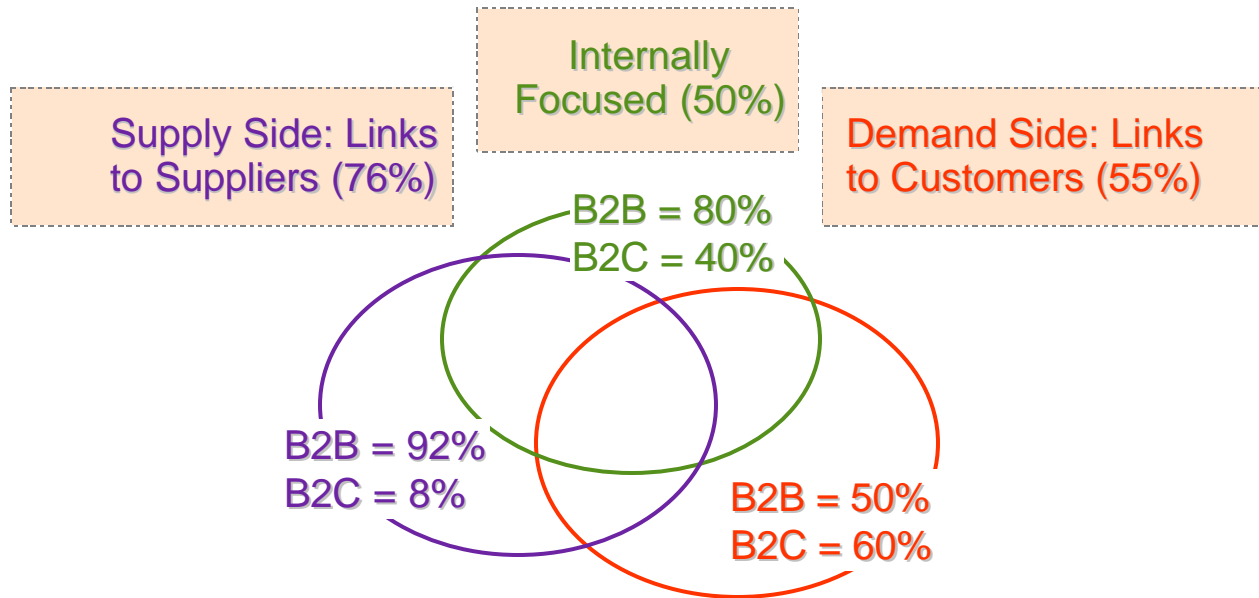 Internally
Focused (50%)
Supply Side: Links
to Suppliers (76%)
Demand Side: Links
to Customers (55%)
B2B = 80%
B2C = 40%
B2B = 92%
B2C = 8%
B2B = 50%
B2C = 60%